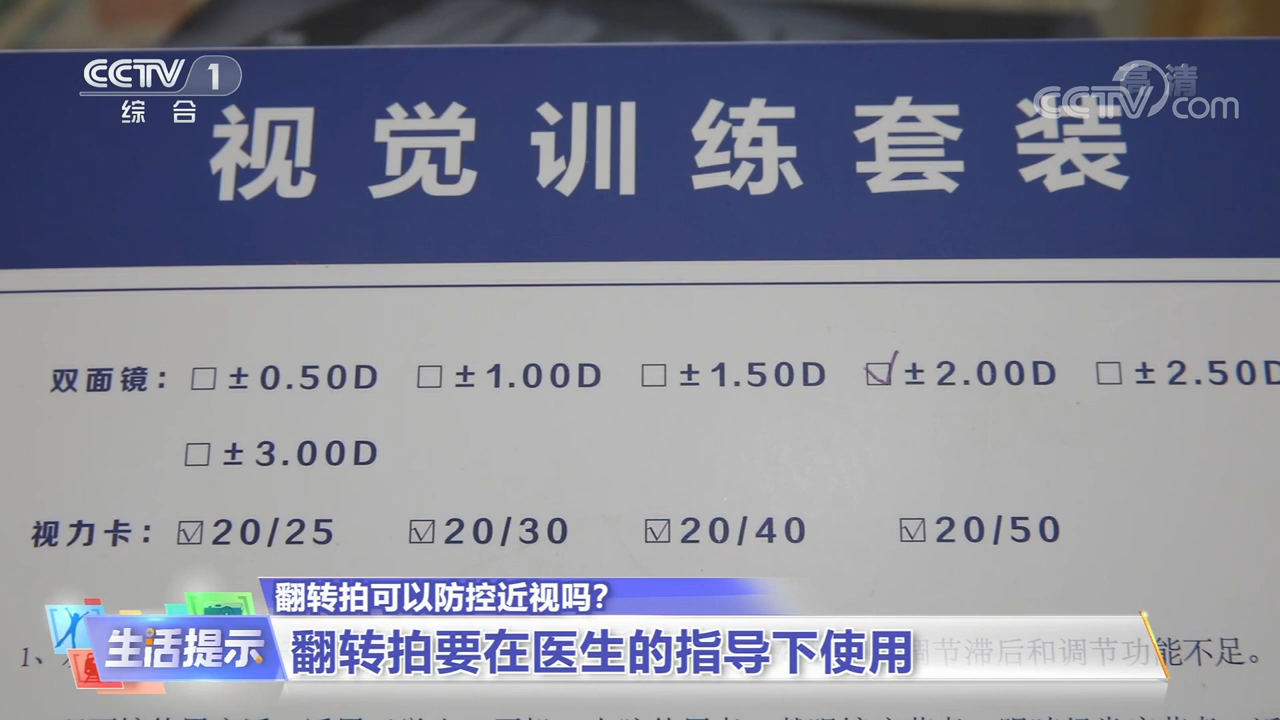 CCTV 1
综合
高清
CCTV com
视觉训练套装
双面镜：□±0.50D □±1.00D □±1.50D ☑±2.00D □±2.50D
□±3.00D
视力卡：☑20/25 ☑20/30 ☑20/40 ☑20/50
翻转拍可以防控近视吗？
生活提示
翻转拍要在医生的指导下使用
1、
调节滞后和调节功能不足。